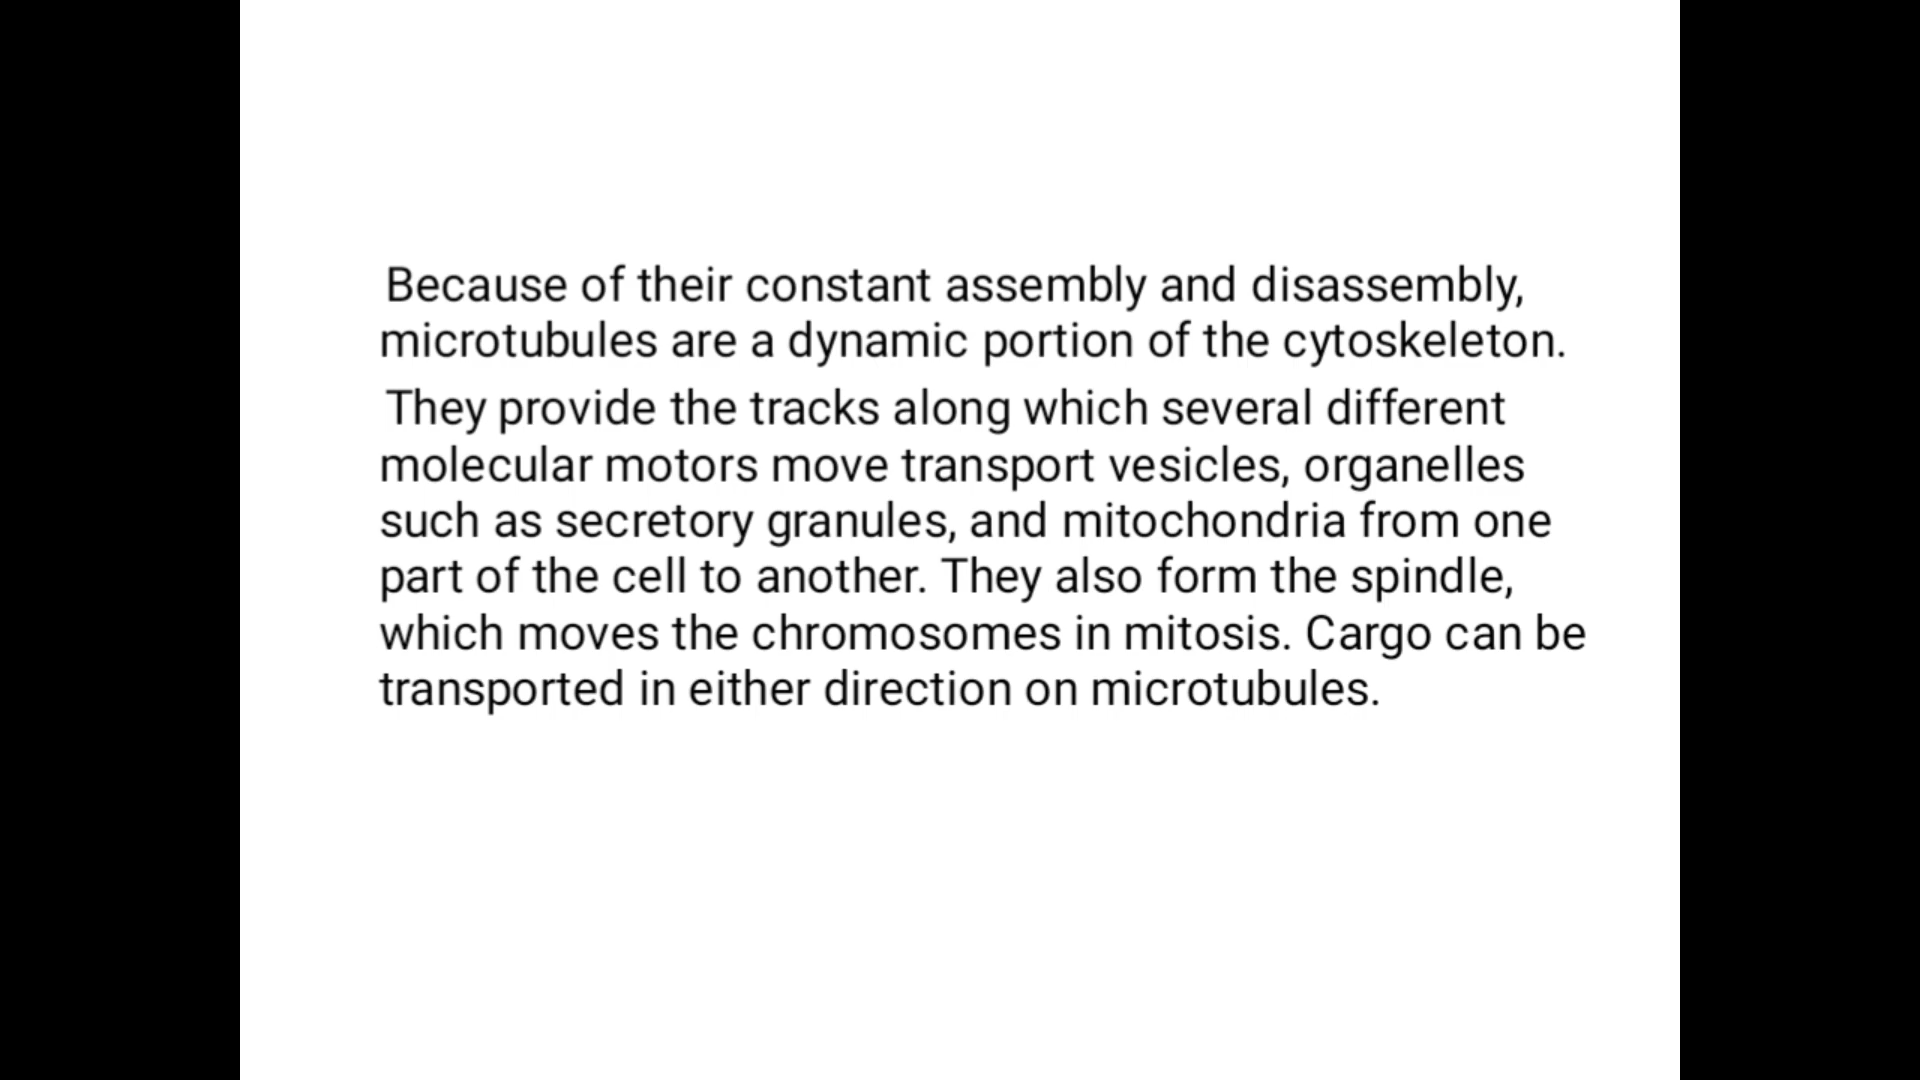 Because of their constant assembly and disassembly,
microtubules are a dynamic portion of the cytoskeleton.
They provide the tracks along which several different
molecular motors move transport vesicles, organelles
such as secretory granules, and mitochondria from one
part of the cell to another. They also form the spindle,
which moves the chromosomes in mitosis. Cargo can be
transported in either direction on microtubules.